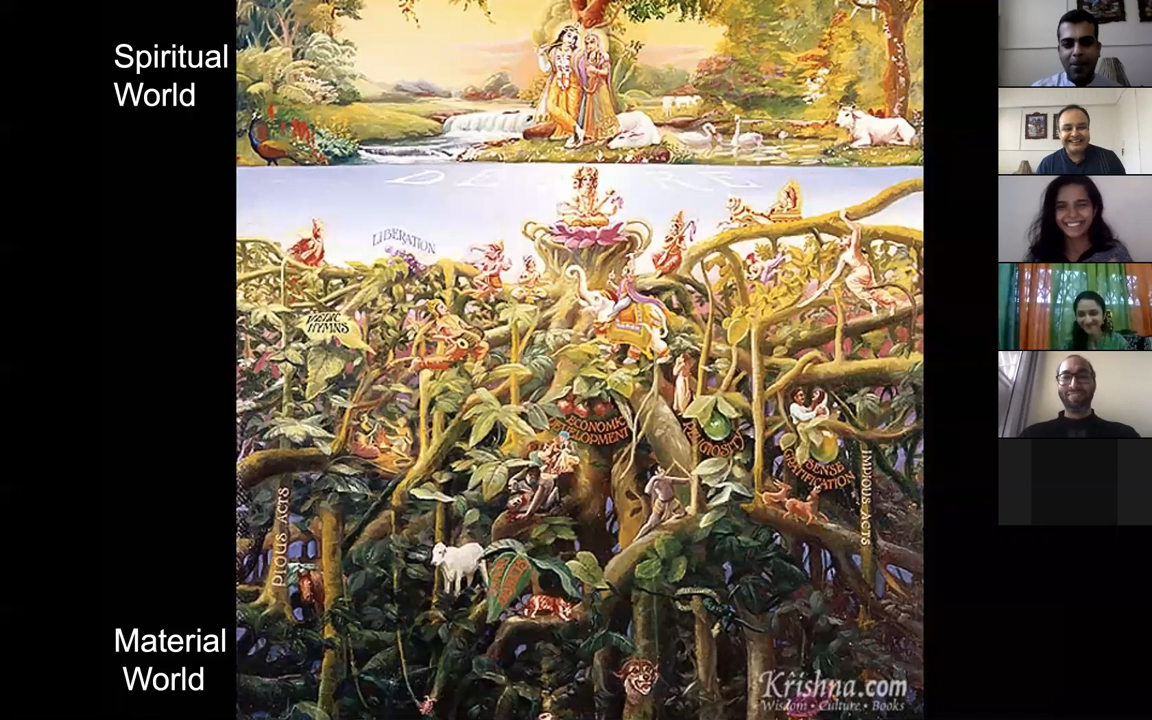 Spiritual
World
DESIRE
LIBERATION
VEDIC
HYMNS
ECONOMIC
DEVELOPMENT
RELIGIOSITY
SENSE
GRATIFICATION
PIOUS ACTS
IMPIOUS ACTS
Material
World
Krishna.com
Wisdom • Culture • Books